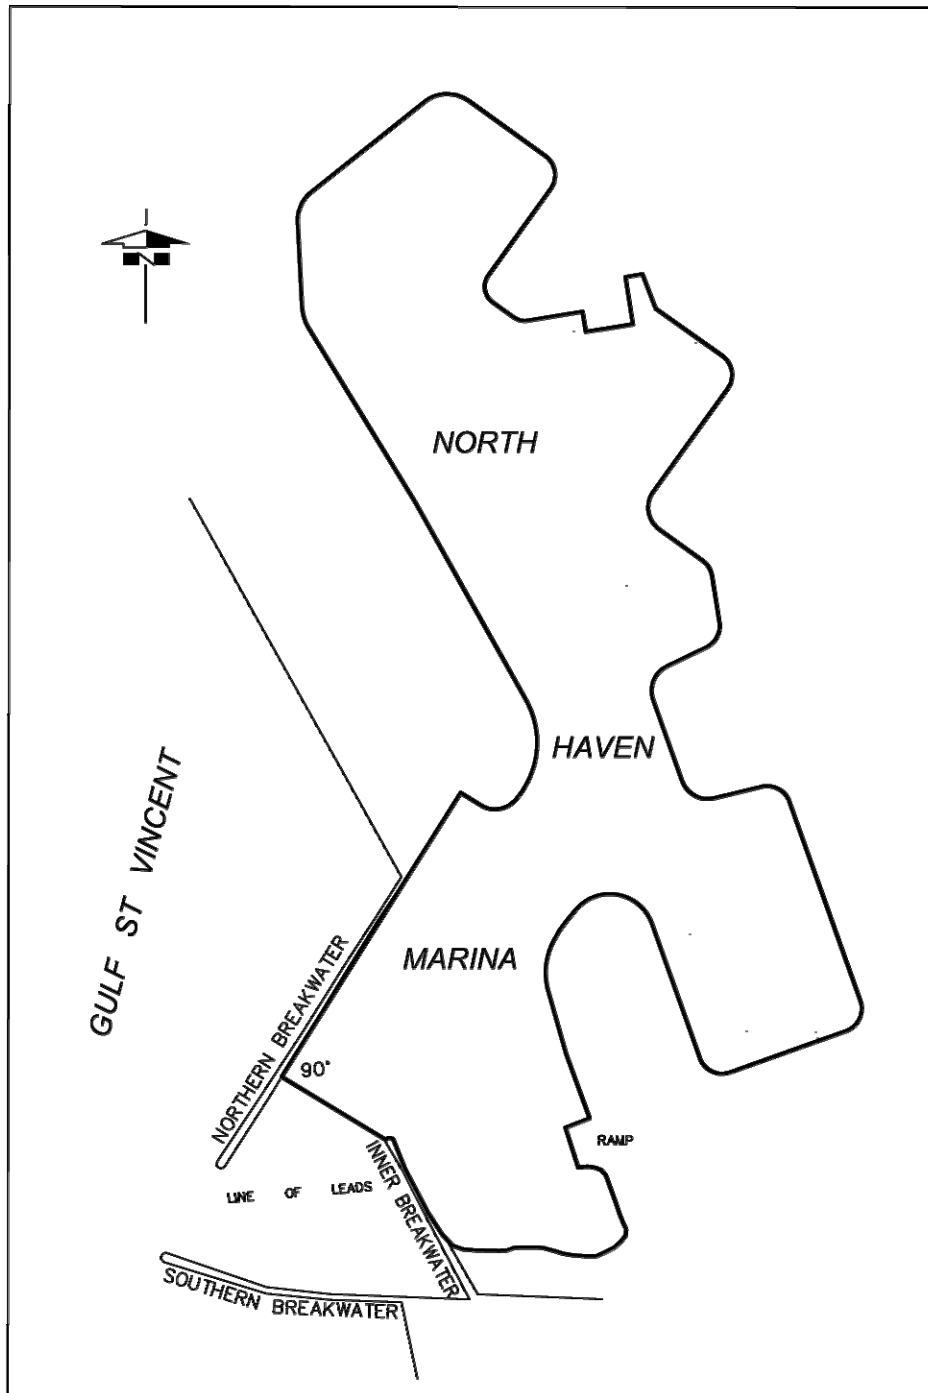 N
NORTH
HAVEN
GULF ST VINCENT
MARINA
NORTHERN BREAKWATER
90°
RAMP
INNER BREAKWATER
LINE OF LEADS
SOUTHERN BREAKWATER